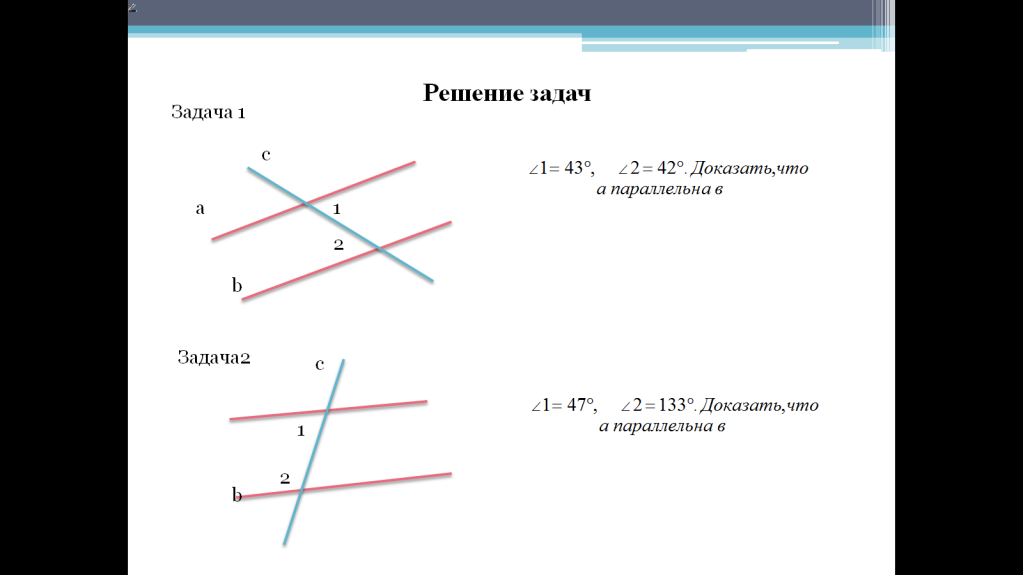 Решение задач
Задача 1
c
a
1
2
b
∠1= 43°, ∠2 = 42°. Доказать,что
а параллельна в
Задача2
c
1
2
b
∠1= 47°, ∠2 = 133°. Доказать,что
а параллельна в